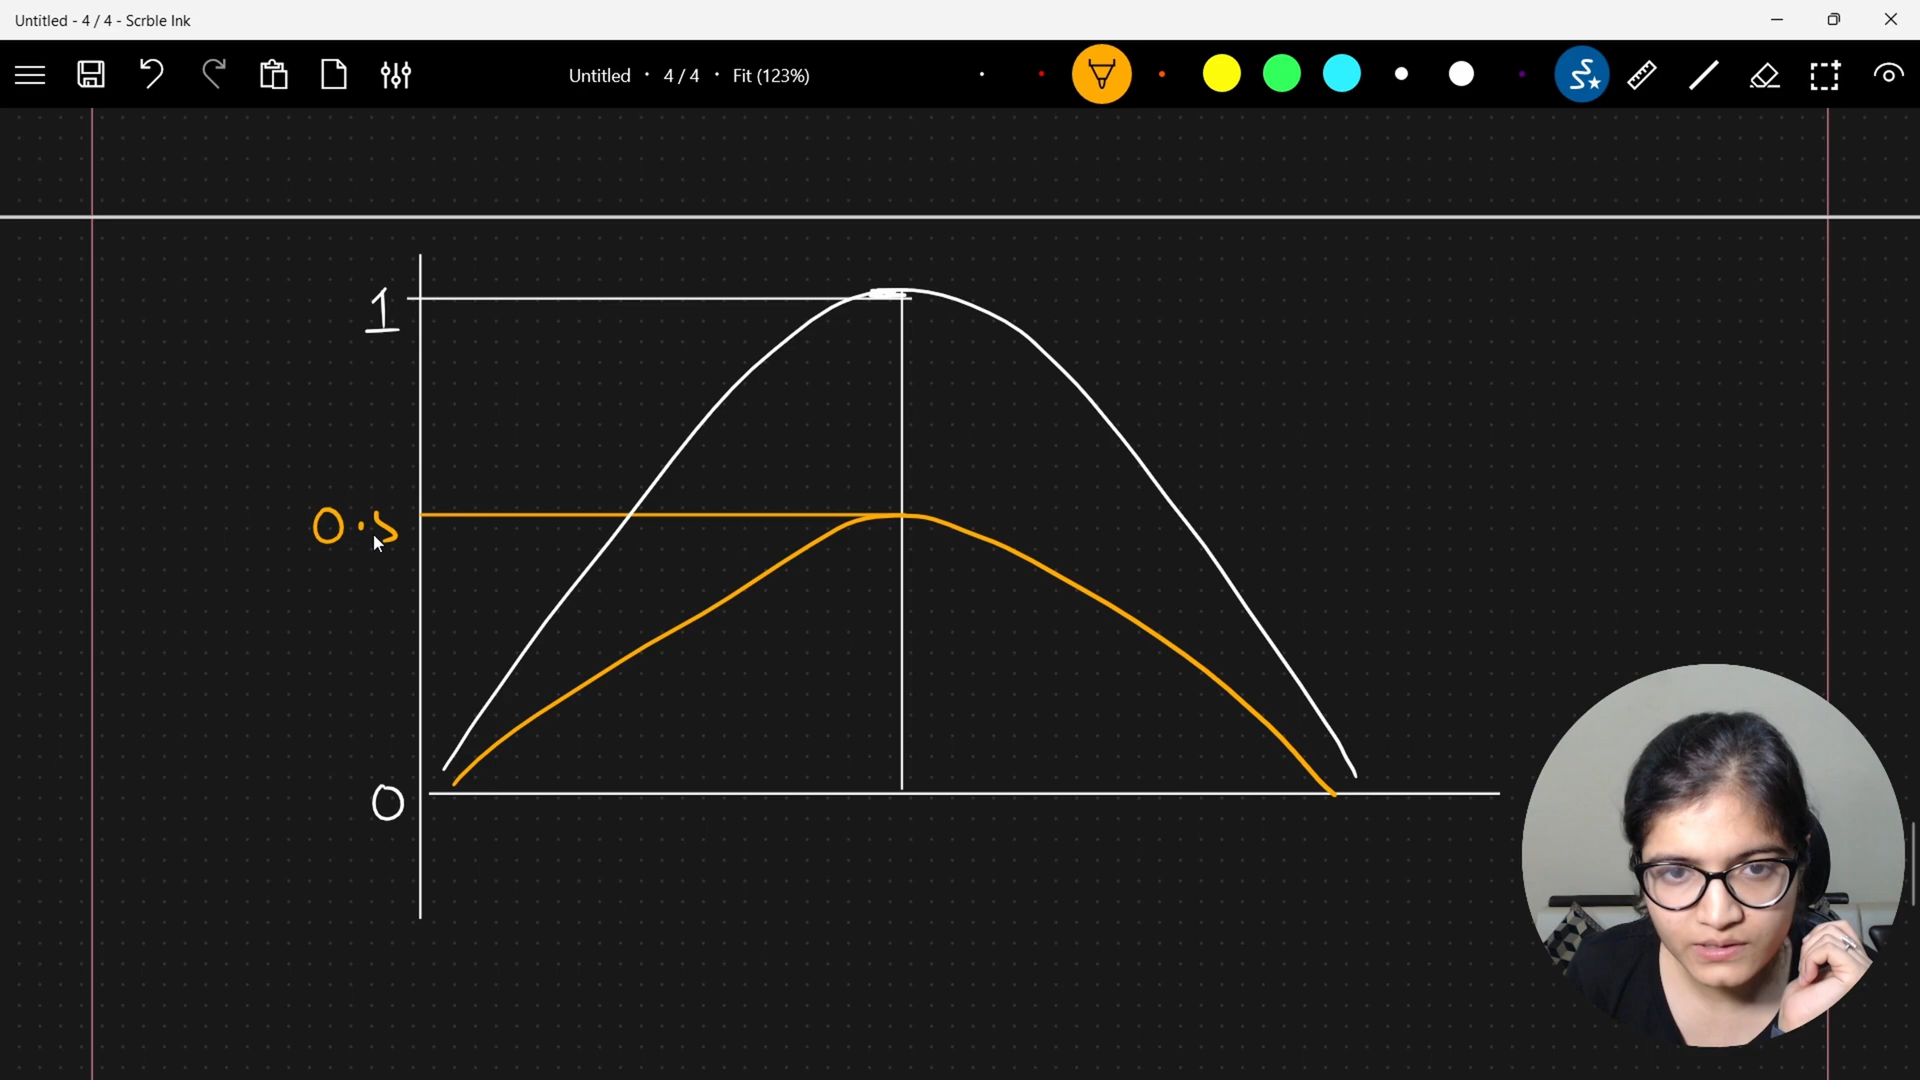 Untitled - 4 / 4 - Scrble Ink
Untitled · 4 / 4 · Fit (123%)
1
0.5
0